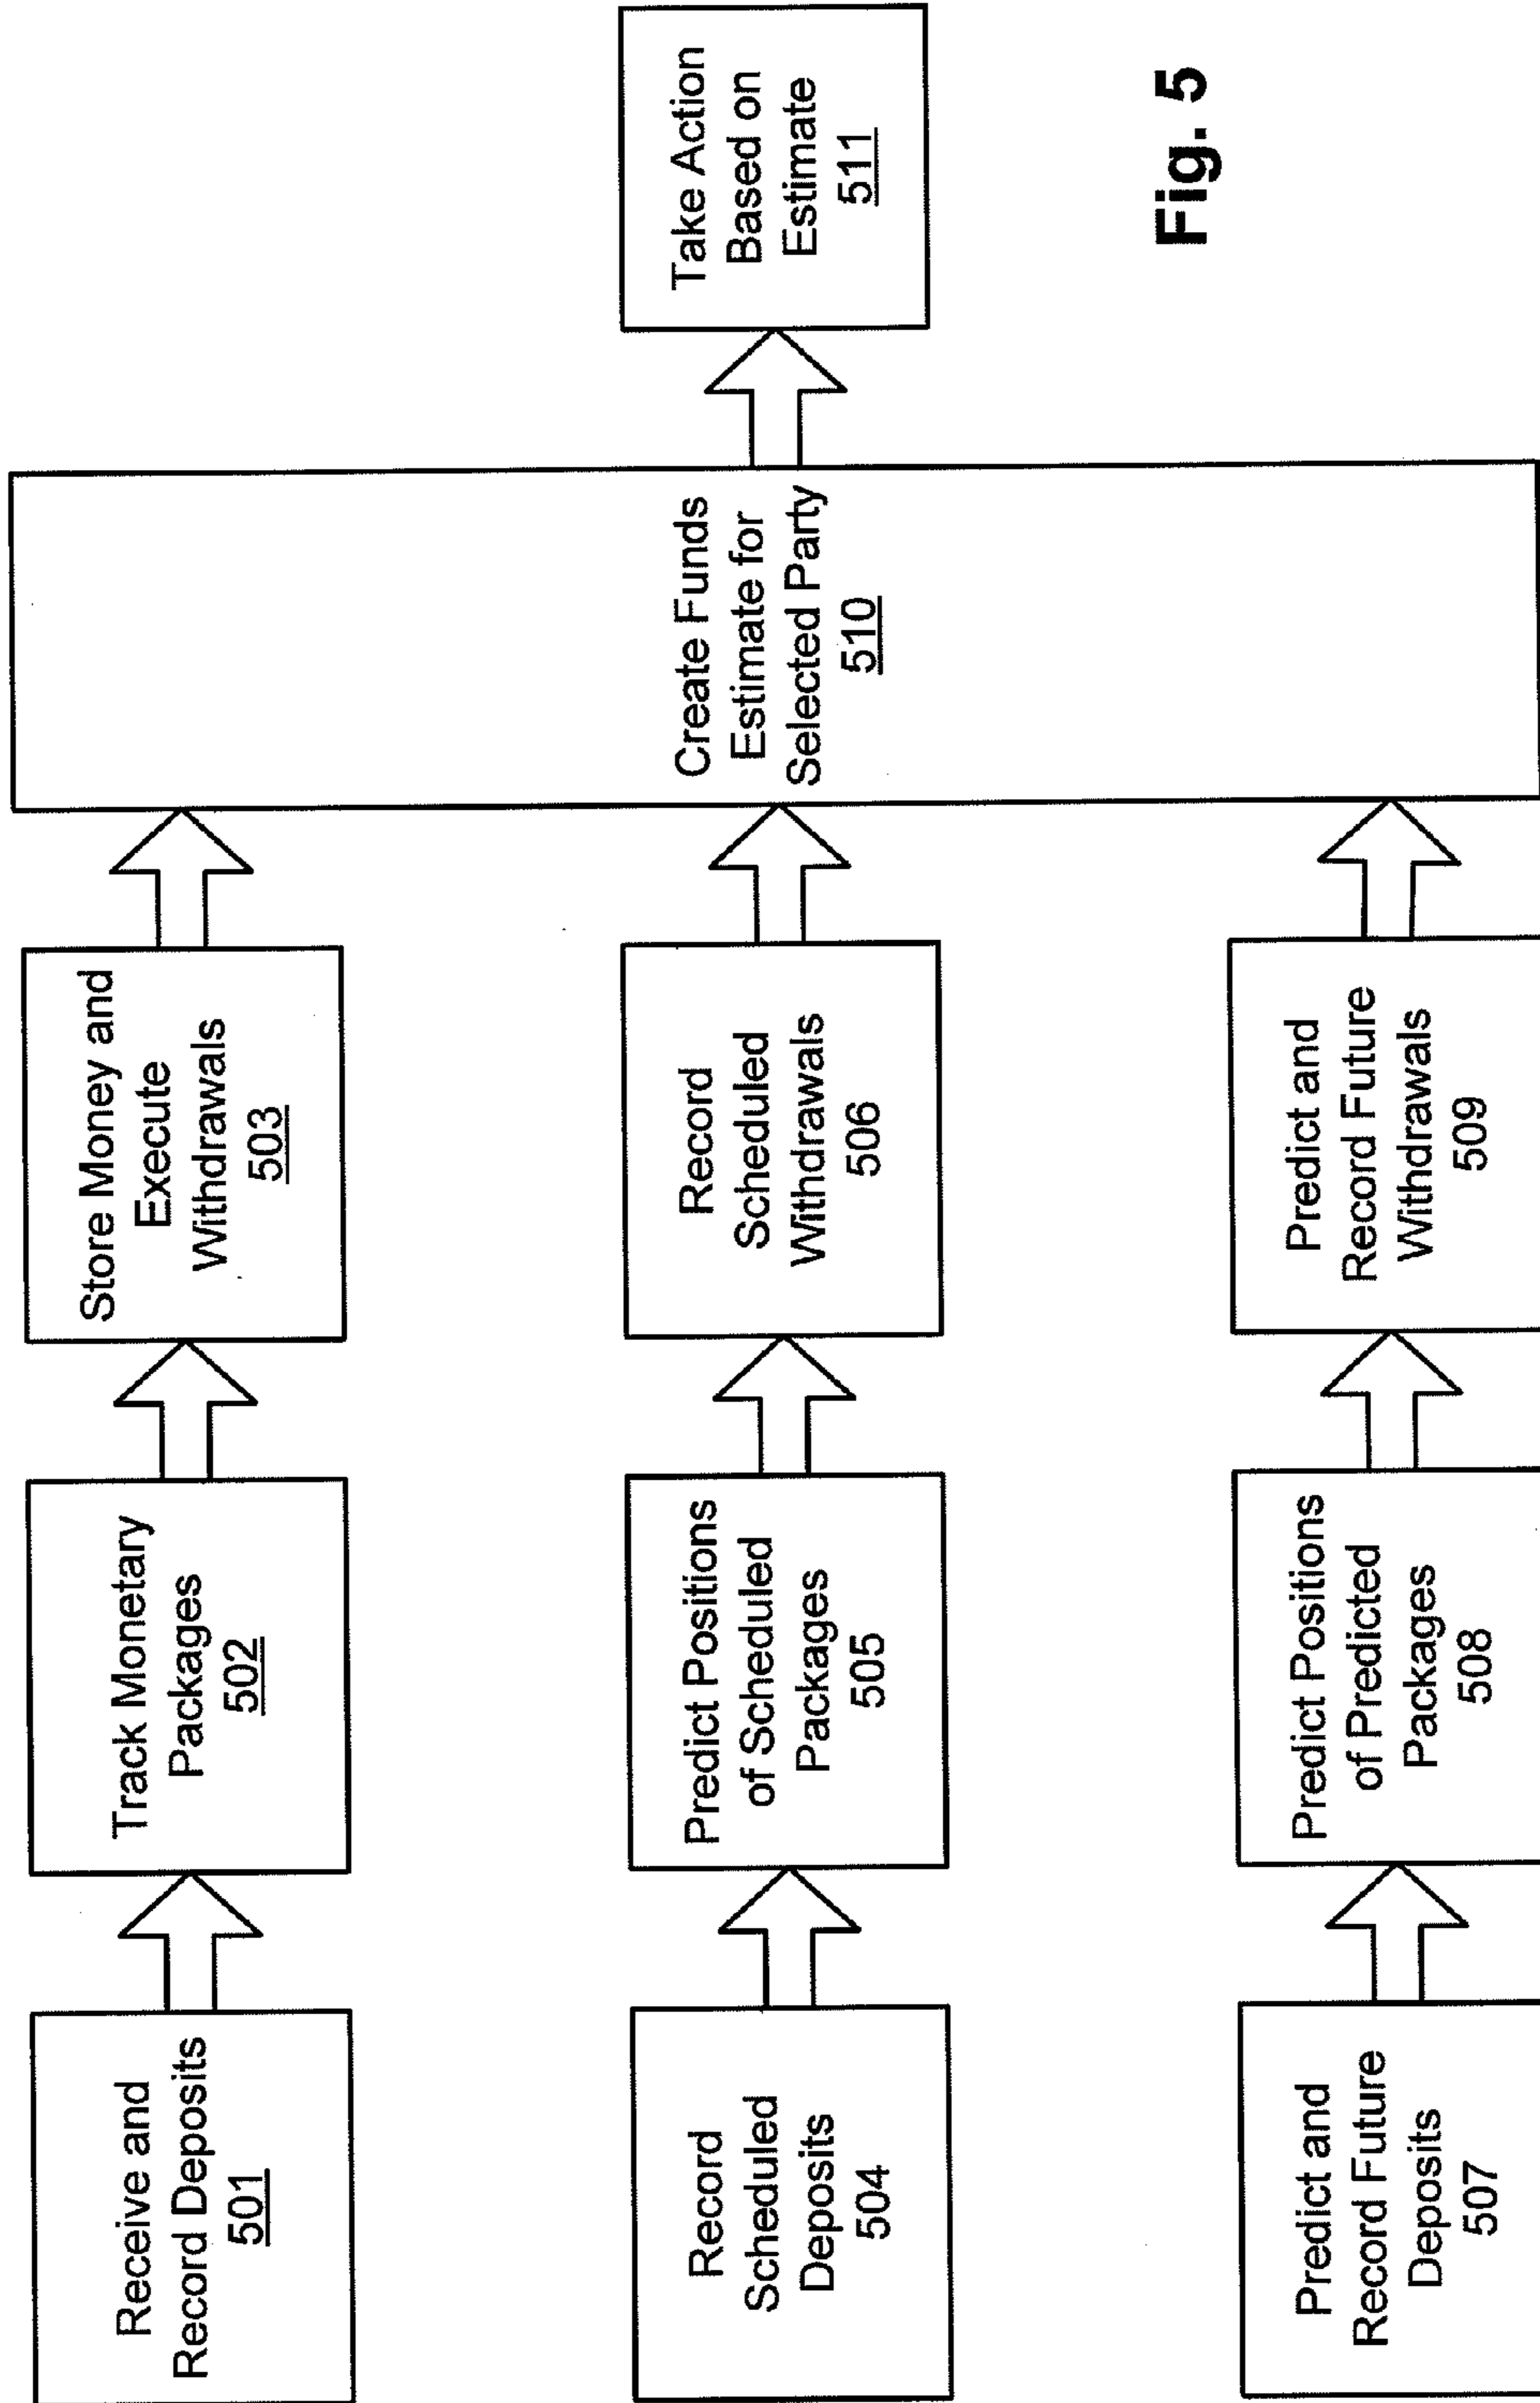 Receive and
Record Deposits
501
Track Monetary
Packages
502
Store Money and
Execute
Withdrawals
503
Record
Scheduled
Deposits
504
Predict Positions
of Scheduled
Packages
505
Record
Scheduled
Withdrawals
506
Predict and
Record Future
Deposits
507
Predict Positions
of Predicted
Packages
508
Predict and
Record Future
Withdrawals
509
Create Funds
Estimate for
Selected Party
510
Take Action
Based on
Estimate
511
Fig. 5